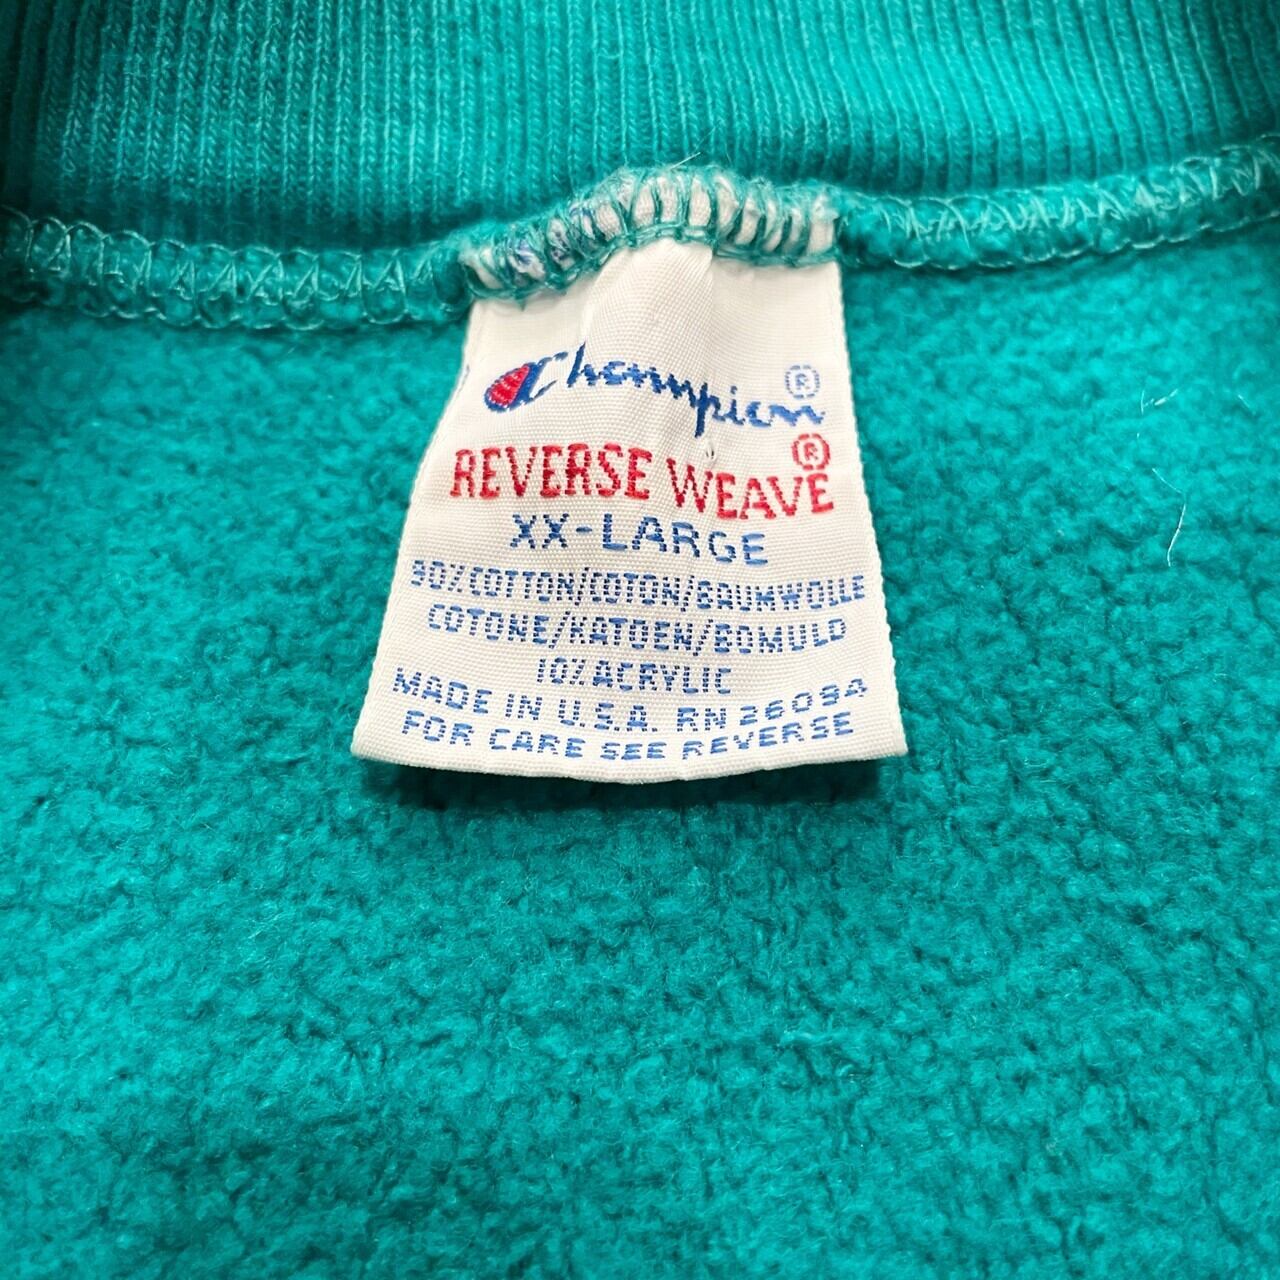 Champion®
REVERSE WEAVE®
XX-LARGE
90% COTTON/COTON/BAUMWOLLE
COTONE/KATOEN/BOMULD
10% ACRYLIC
MADE IN U.S.A. RN 26094
FOR CARE SEE REVERSE